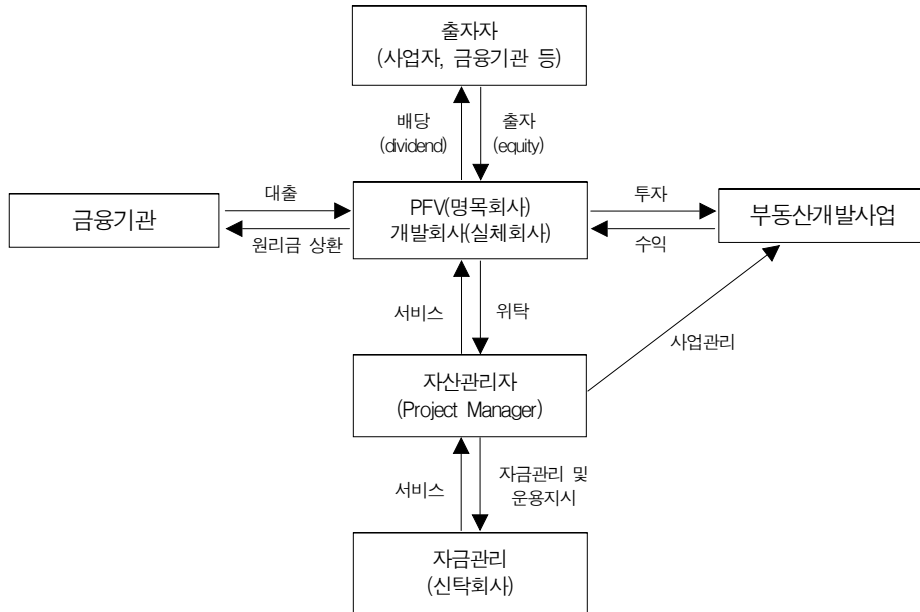 출자자
(사업자, 금융기관 등)
배당
(dividend)
출자
(equity)
금융기관
대출
원리금 상환
PFV(명목회사)
개발회사(실체회사)
투자
수익
부동산개발사업
서비스
위탁
사업관리
자산관리자
(Project Manager)
서비스
자금관리 및
운용지시
자금관리
(신탁회사)